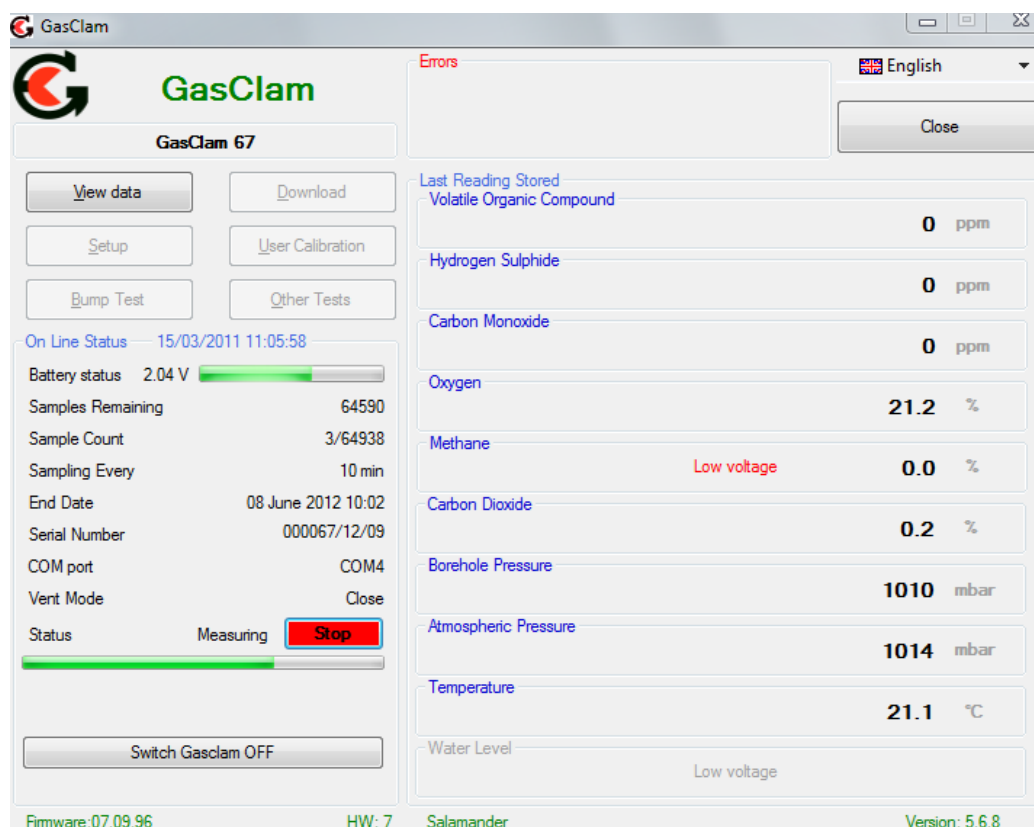 GasClam
GasClam
GasClam 67
View data
Download
Setup
User Calibration
Bump Test
Other Tests
On Line Status 15/03/2011 11:05:58
Battery status 2.04 V
Samples Remaining 64590
Sample Count 3/64938
Sampling Every 10 min
End Date 08 June 2012 10:02
Serial Number 000067/12/09
COM port COM4
Vent Mode Close
Status Measuring Stop
Switch Gasclam OFF
Errors
English
Close
Last Reading Stored
Volatile Organic Compound
0 ppm
Hydrogen Sulphide
0 ppm
Carbon Monoxide
0 ppm
Oxygen
21.2 %
Methane
Low voltage 0.0 %
Carbon Dioxide
0.2 %
Borehole Pressure
1010 mbar
Atmospheric Pressure
1014 mbar
Temperature
21.1 °C
Water Level
Low voltage
Firmware:07.09.96 HW: 7 Salamander Version: 5.6.8